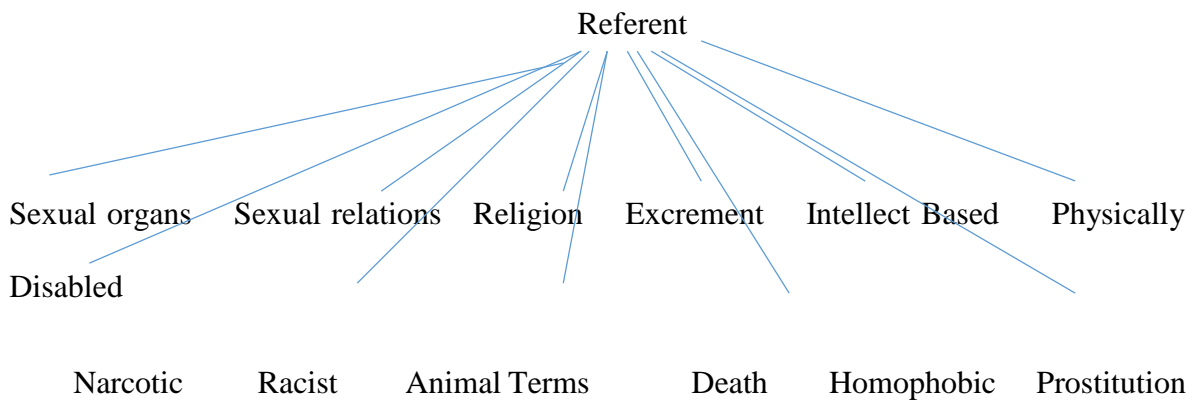 Referent
Sexual organs Sexual relations Religion Excrement Intellect Based Physically
Disabled
Narcotic Racist Animal Terms Death Homophobic Prostitution